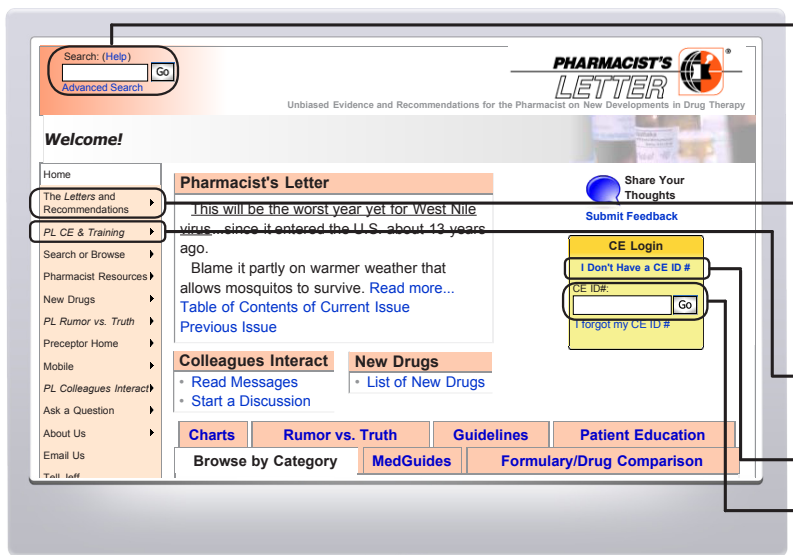 Search: (Help)
Go
Advanced Search
PHARMACIST'S
LETTER
®
Unbiased Evidence and Recommendations for the Pharmacist on New Developments in Drug Therapy
Welcome!
Home
The Letters and
Recommendations
PL CE & Training
Search or Browse
Pharmacist Resources
New Drugs
PL Rumor vs. Truth
Preceptor Home
Mobile
PL Colleagues Interact
Ask a Question
About Us
Email Us
Tell Jeff
Pharmacist's Letter
This will be the worst year yet for West Nile
virus...since it entered the U.S. about 13 years
ago.
Blame it partly on warmer weather that
allows mosquitos to survive. Read more...
Table of Contents of Current Issue
Previous Issue
Colleagues Interact
• Read Messages
• Start a Discussion
New Drugs
• List of New Drugs
Share Your
Thoughts
Submit Feedback
CE Login
I Don't Have a CE ID #
CE ID#:
Go
I forgot my CE ID #
Charts Rumor vs. Truth Guidelines Patient Education
Browse by Category MedGuides Formulary/Drug Comparison